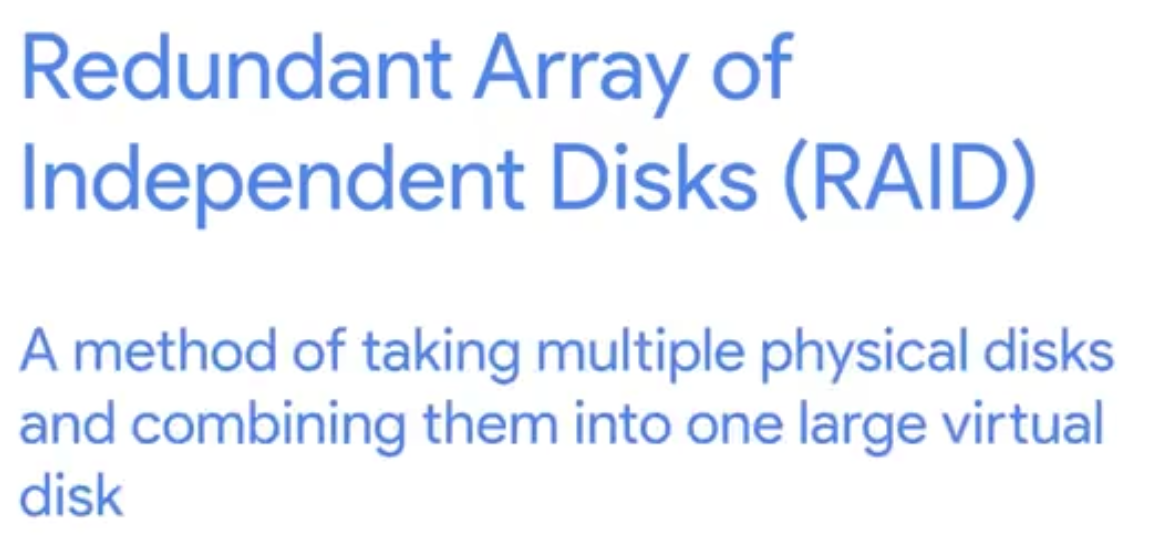 Redundant Array of
Independent Disks (RAID)
A method of taking multiple physical disks
and combining them into one large virtual
disk